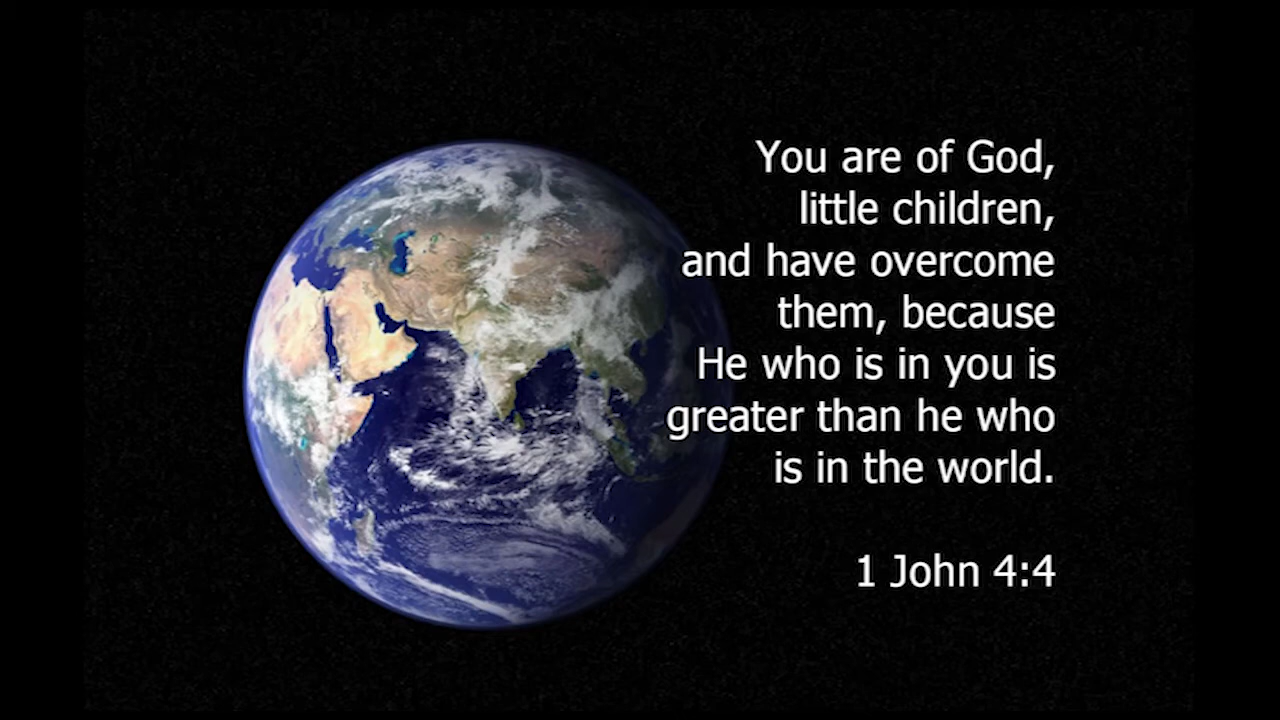 You are of God,
little children,
and have overcome
them, because
He who is in you is
greater than he who
is in the world.
1 John 4:4